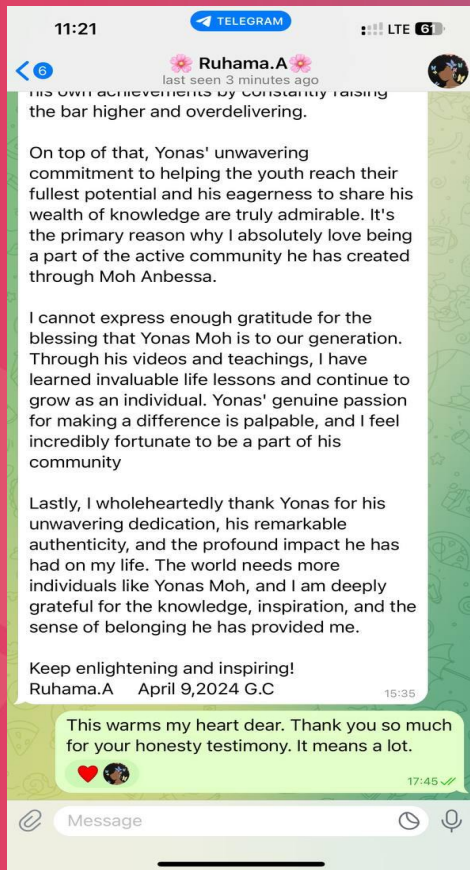 11:21
TELEGRAM
LTE 61
6
🌸 Ruhama.A🌸
last seen 3 minutes ago
his own achievements by constantly raising
the bar higher and overdelivering.
On top of that, Yonas' unwavering
commitment to helping the youth reach their
fullest potential and his eagerness to share his
wealth of knowledge are truly admirable. It's
the primary reason why I absolutely love being
a part of the active community he has created
through Moh Anbessa.
I cannot express enough gratitude for the
blessing that Yonas Moh is to our generation.
Through his videos and teachings, I have
learned invaluable life lessons and continue to
grow as an individual. Yonas' genuine passion
for making a difference is palpable, and I feel
incredibly fortunate to be a part of his
community
Lastly, I wholeheartedly thank Yonas for his
unwavering dedication, his remarkable
authenticity, and the profound impact he has
had on my life. The world needs more
individuals like Yonas Moh, and I am deeply
grateful for the knowledge, inspiration, and the
sense of belonging he has provided me.
Keep enlightening and inspiring!
Ruhama.A April 9,2024 G.C
15:35
This warms my heart dear. Thank you so much
for your honesty testimony. It means a lot.
❤️
17:45
Message